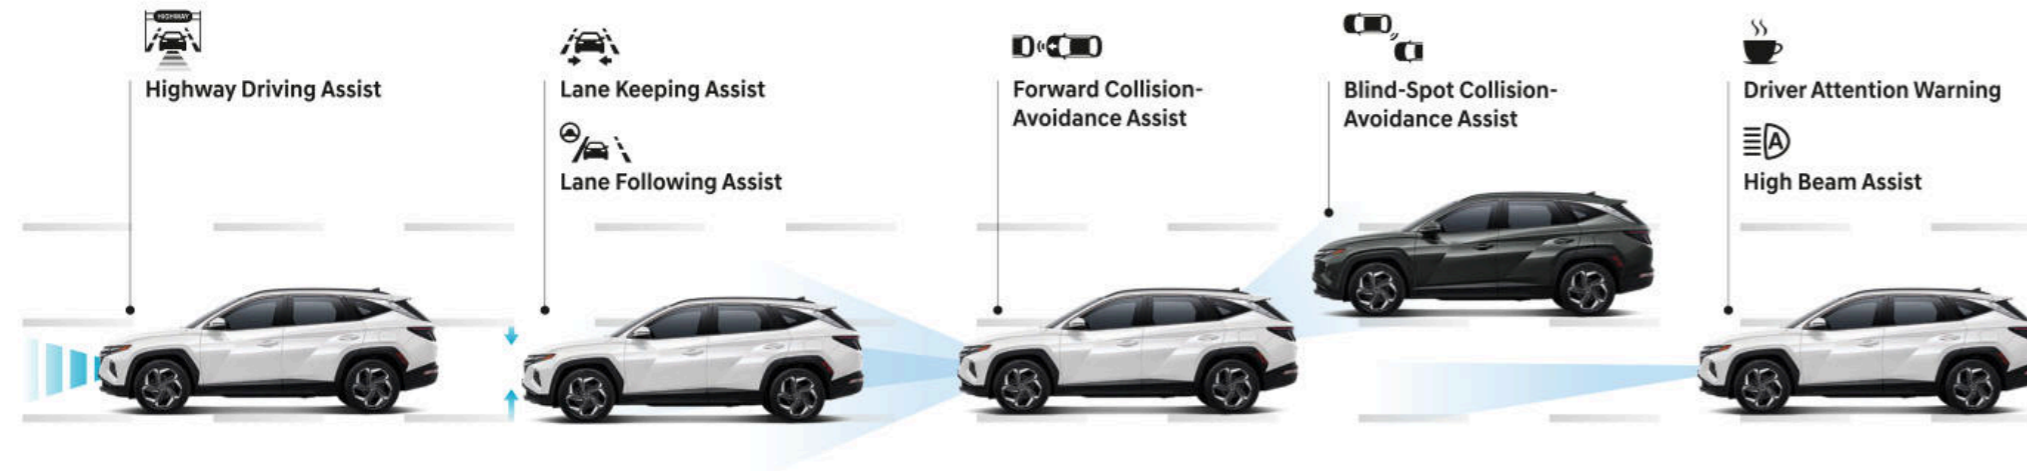 HIGHWAY
Highway Driving Assist
Lane Keeping Assist
Lane Following Assist
Forward Collision-
Avoidance Assist
Blind-Spot Collision-
Avoidance Assist
Driver Attention Warning
A
High Beam Assist